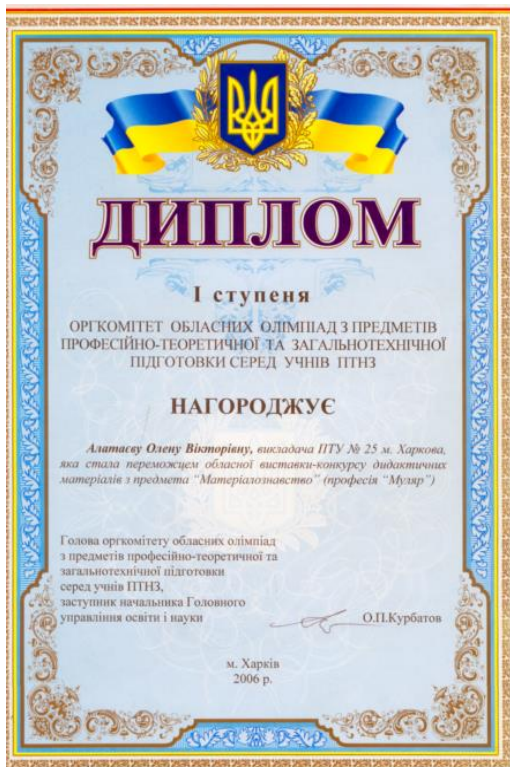 ДИПЛОМ
I ступеня
ОРГКОМІТЕТ ОБЛАСНИХ ОЛІМПІАД З ПРЕДМЕТІВ
ПРОФЕСІЙНО-ТЕОРЕТИЧНОЇ ТА ЗАГАЛЬНОТЕХНІЧНОЇ
ПІДГОТОВКИ СЕРЕД УЧНІВ ПТНЗ
НАГОРОДЖУЄ
Алатаєву Олену Вікторівну, викладача ПТУ № 25 м. Харкова,
яка стала переможцем обласної виставки-конкурсу дидактичних
матеріалів з предмета "Матеріалознавство" (професія "Муляр")
Голова оргкомітету обласних олімпіад
з предметів професійно-теоретичної та
загальнотехнічної підготовки
серед учнів ПТНЗ,
заступник начальника Головного
управління освіти і науки О.П.Курбатов
м. Харків
2006 р.